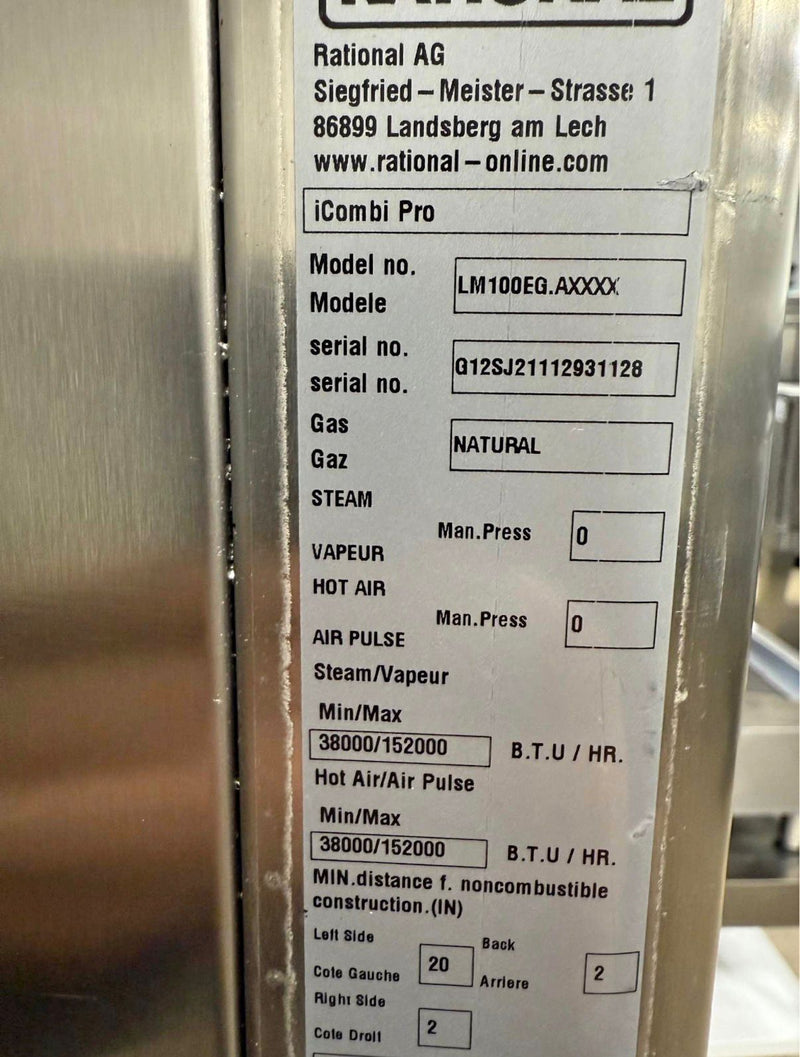 RATIONAL
Rational AG
Siegfried – Meister – Strasse 1
86899 Landsberg am Lech
www.rational – online.com
iCombi Pro
Model no.
Modele
LM100EG.AXXXX
serial no.
serial no.
G12SJ21112931128
Gas
Gaz
NATURAL
STEAM
VAPEUR
Man.Press
0
HOT AIR
AIR PULSE
Man.Press
0
Steam/Vapeur
Min/Max
38000/152000 B.T.U / HR.
Hot Air/Air Pulse
Min/Max
38000/152000 B.T.U / HR.
MIN.distance f. noncombustible
construction.(IN)
Left Side
Cote Gauche
20
Back
Arriere
2
Right Side
Cote Droit
2